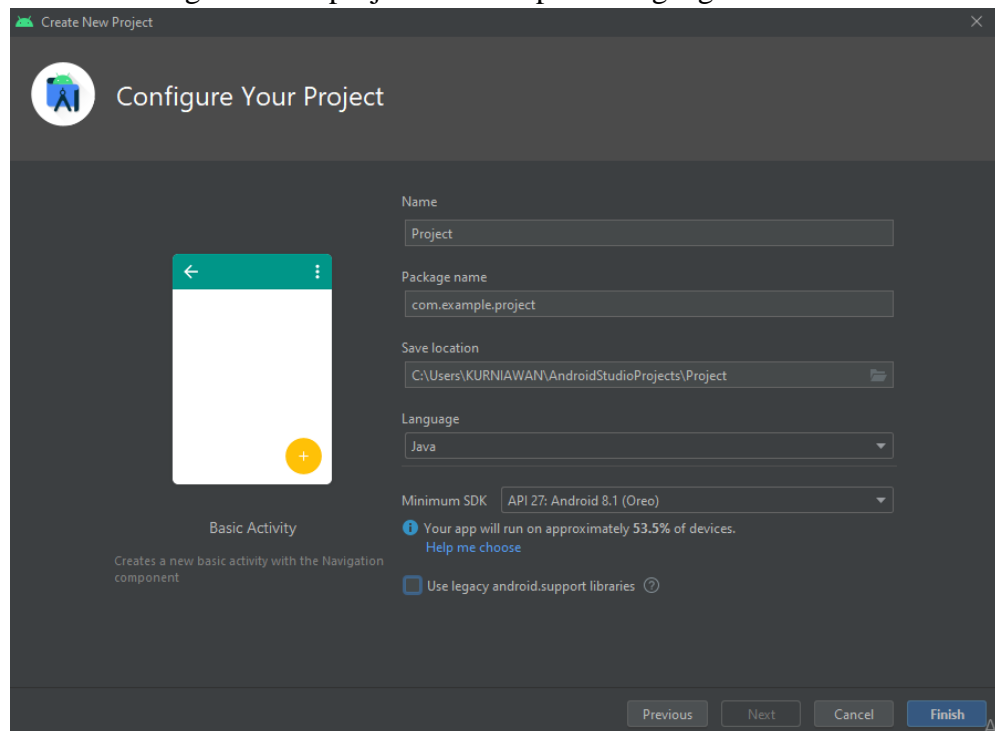 Create New Project
Configure Your Project
Name
Project
Package name
com.example.project
Save location
C:\Users\KURNIAWAN\AndroidStudioProjects\Project
Language
Java
Minimum SDK API 27: Android 8.1 (Oreo)
Your app will run on approximately 53.5% of devices.
Help me choose
Use legacy android.support libraries
Basic Activity
Creates a new basic activity with the Navigation
component
Previous Next Cancel Finish